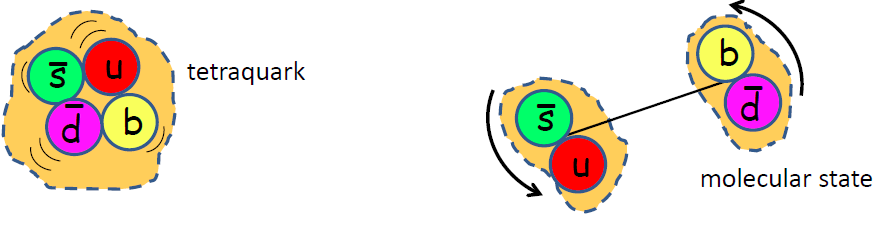 s̅ u
d̅ b
tetraquark
s̅ u
b d̅
molecular state